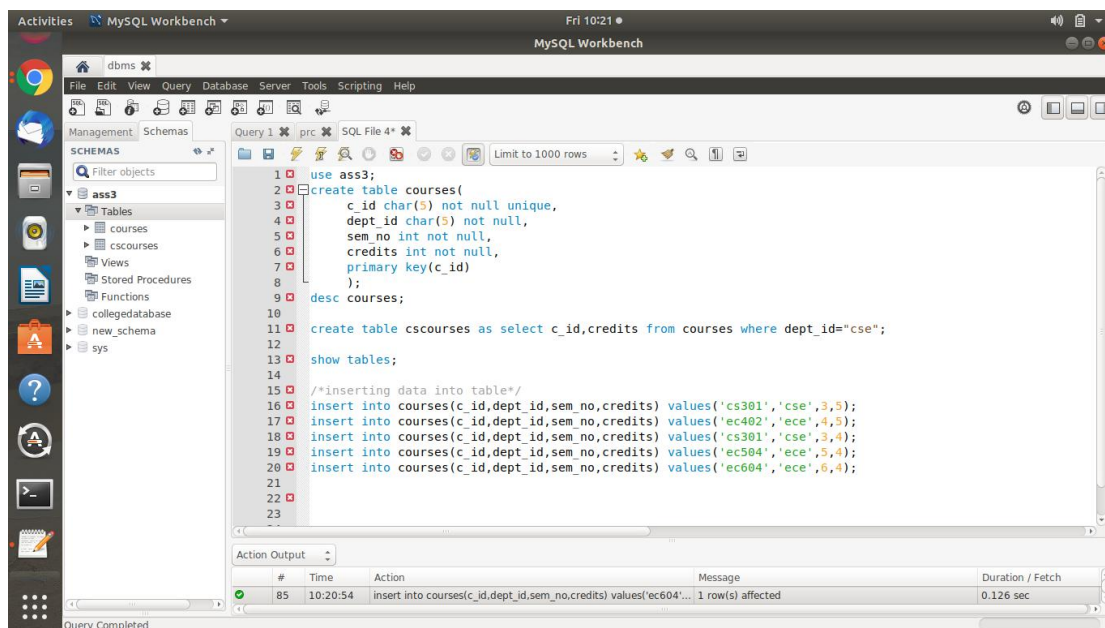 Activities MySQL Workbench Fri 10:21
MySQL Workbench
dbms
File Edit View Query Database Server Tools Scripting Help
Management Schemas Query 1 prc SQL File 4*
SCHEMAS Limit to 1000 rows
Filter objects
ass3
Tables
courses
cscourses
Views
Stored Procedures
Functions
collegedatabase
new_schema
sys
1 use ass3;
2 create table courses(
3 c_id char(5) not null unique,
4 dept_id char(5) not null,
5 sem_no int not null,
6 credits int not null,
7 primary key(c_id)
8 );
9 desc courses;
10
11 create table cscourses as select c_id,credits from courses where dept_id="cse";
12
13 show tables;
14
15 /*inserting data into table*/
16 insert into courses(c_id,dept_id,sem_no,credits) values('cs301','cse',3,5);
17 insert into courses(c_id,dept_id,sem_no,credits) values('ec402','ece',4,5);
18 insert into courses(c_id,dept_id,sem_no,credits) values('cs301','cse',3,4);
19 insert into courses(c_id,dept_id,sem_no,credits) values('ec504','ece',5,4);
20 insert into courses(c_id,dept_id,sem_no,credits) values('ec604','ece',6,4);
21
22
23
Action Output
# Time Action Message Duration / Fetch
85 10:20:54 insert into courses(c_id,dept_id,sem_no,credits) values('ec604'... 1 row(s) affected 0.126 sec
Query Completed